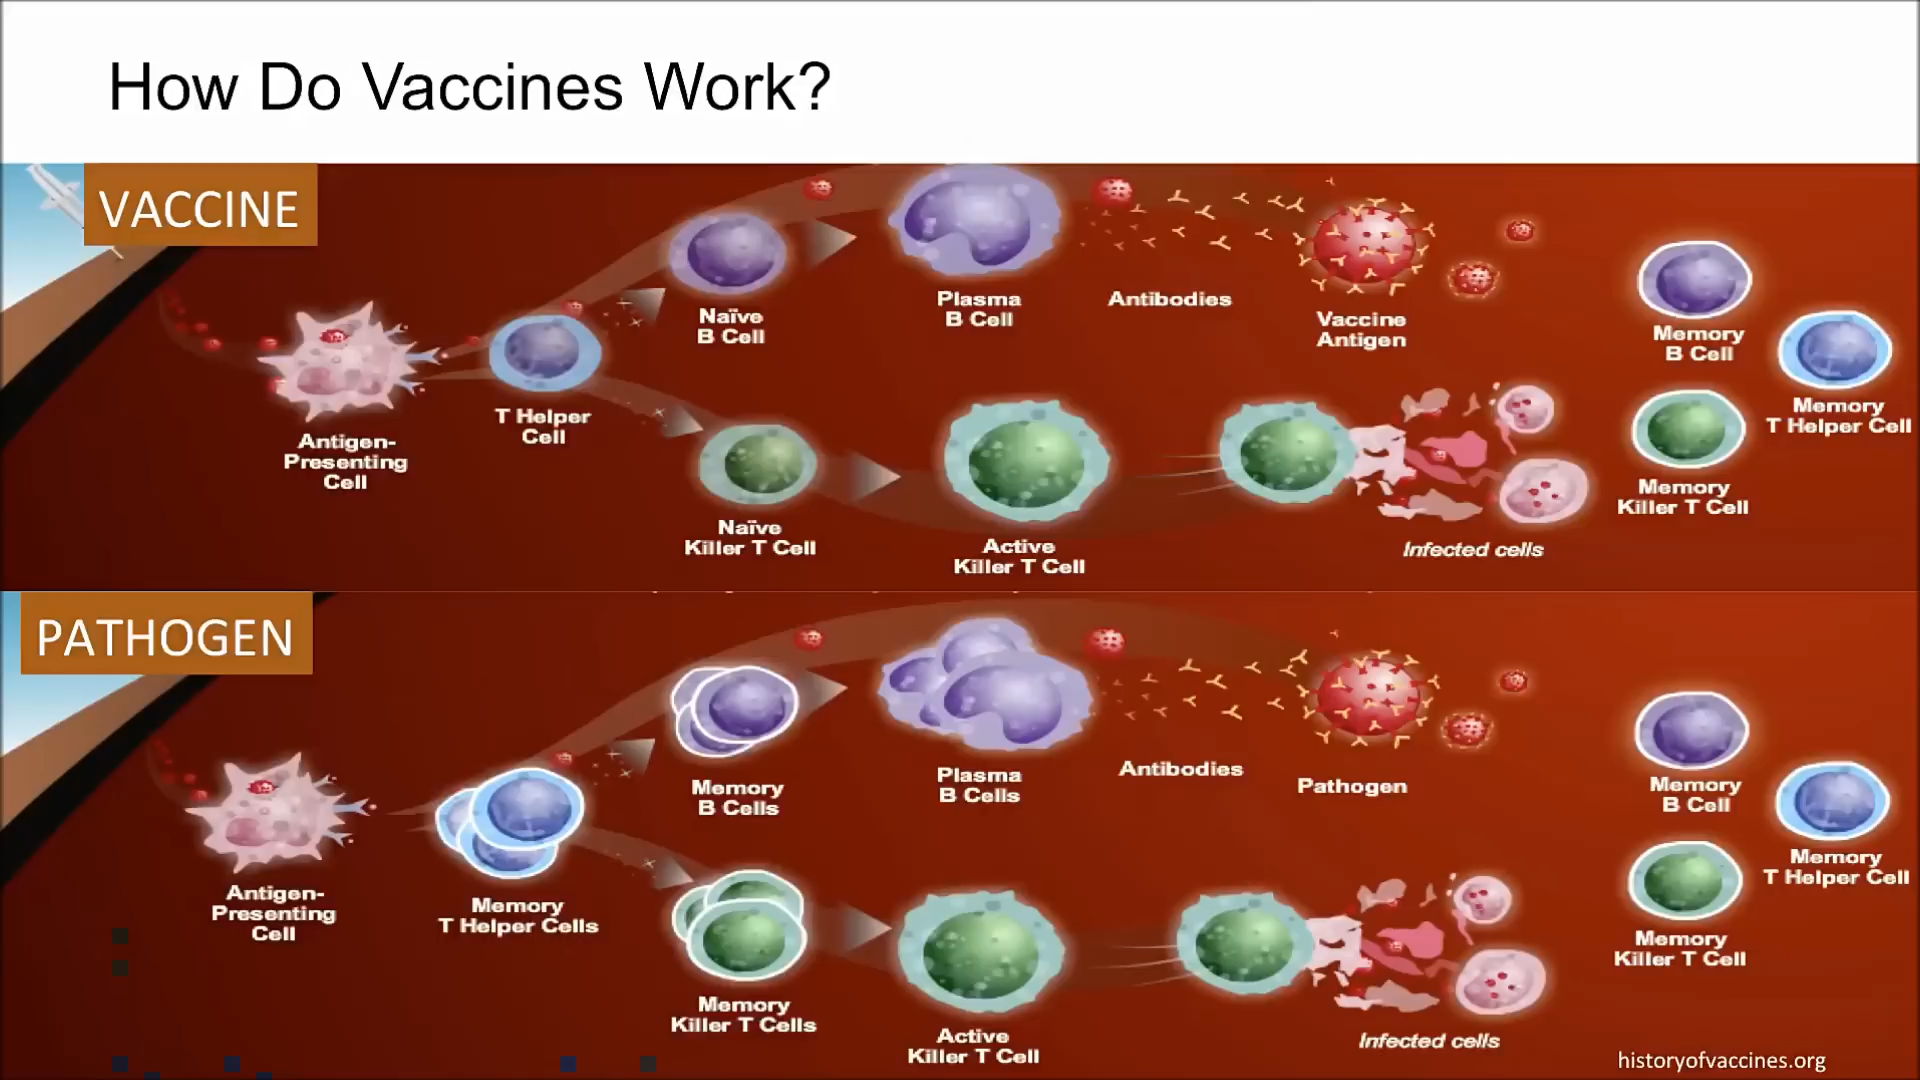 How Do Vaccines Work?
VACCINE
Naïve
B Cell
Plasma
B Cell
Antibodies
Vaccine
Antigen
Memory
B Cell
Memory
T Helper Cell
T Helper
Cell
Antigen-
Presenting
Cell
Naïve
Killer T Cell
Active
Killer T Cell
Infected cells
Memory
Killer T Cell
PATHOGEN
Memory
B Cells
Plasma
B Cells
Antibodies
Pathogen
Memory
B Cell
Memory
T Helper Cell
Antigen-
Presenting
Cell
Memory
T Helper Cells
Memory
Killer T Cells
Active
Killer T Cell
Infected cells
Memory
Killer T Cell
historyofvaccines.org